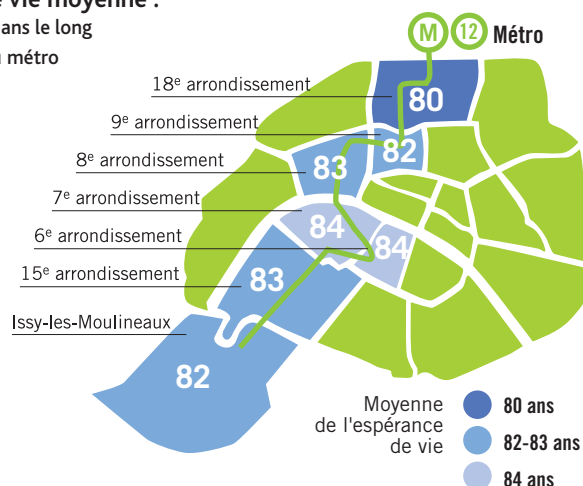 vie moyenne :
ans le long
métro
M 12 Métro
18e arrondissement
80
9e arrondissement
82
8e arrondissement
83
7e arrondissement
84
6e arrondissement
84
15e arrondissement
83
Issy-les-Moulineaux
82
Moyenne
de l'espérance
de vie
80 ans
82-83 ans
84 ans